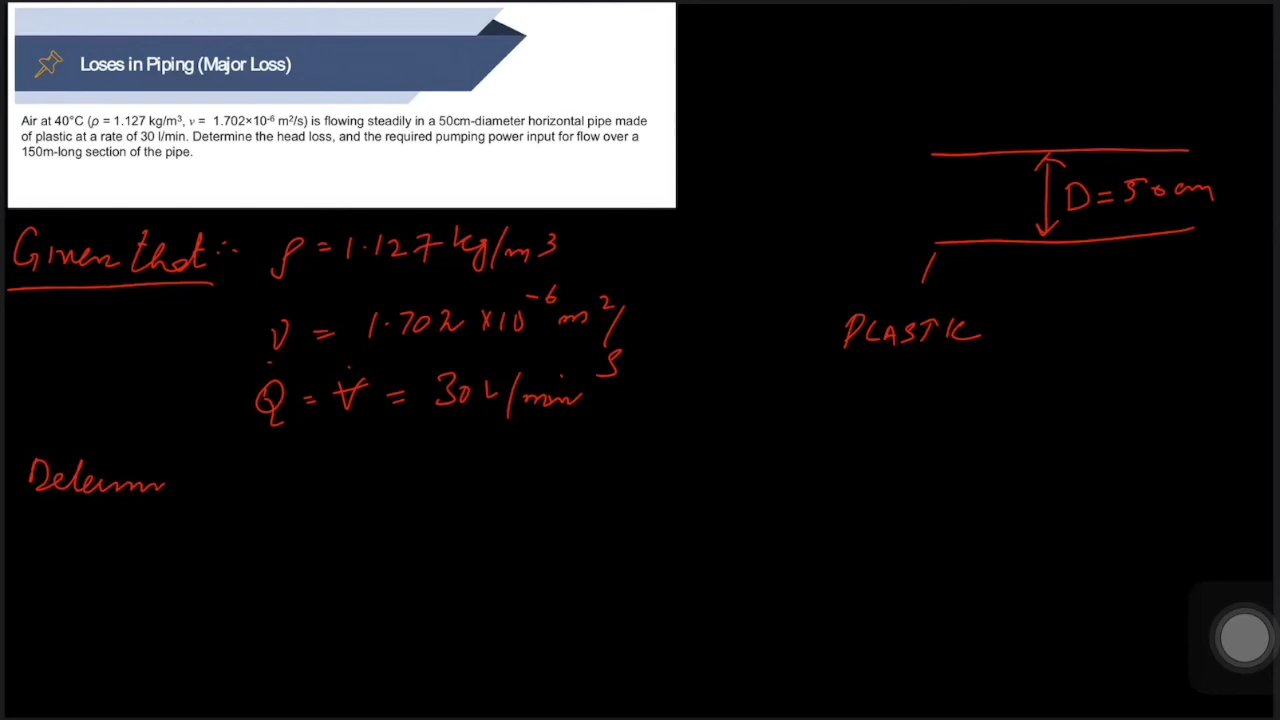 Loses in Piping (Major Loss)
Air at 40°C (ρ = 1.127 kg/m³, ν = 1.702×10⁻⁶ m²/s) is flowing steadily in a 50cm-diameter horizontal pipe made
of plastic at a rate of 30 l/min. Determine the head loss, and the required pumping power input for flow over a
150m-long section of the pipe.
D = 50 cm
Given that :- ρ = 1.127 kg/m3
ν = 1.702 ×10⁻⁶ m²/s
PLASTIC
Q̇ = V̇ = 30 L/min
Determ